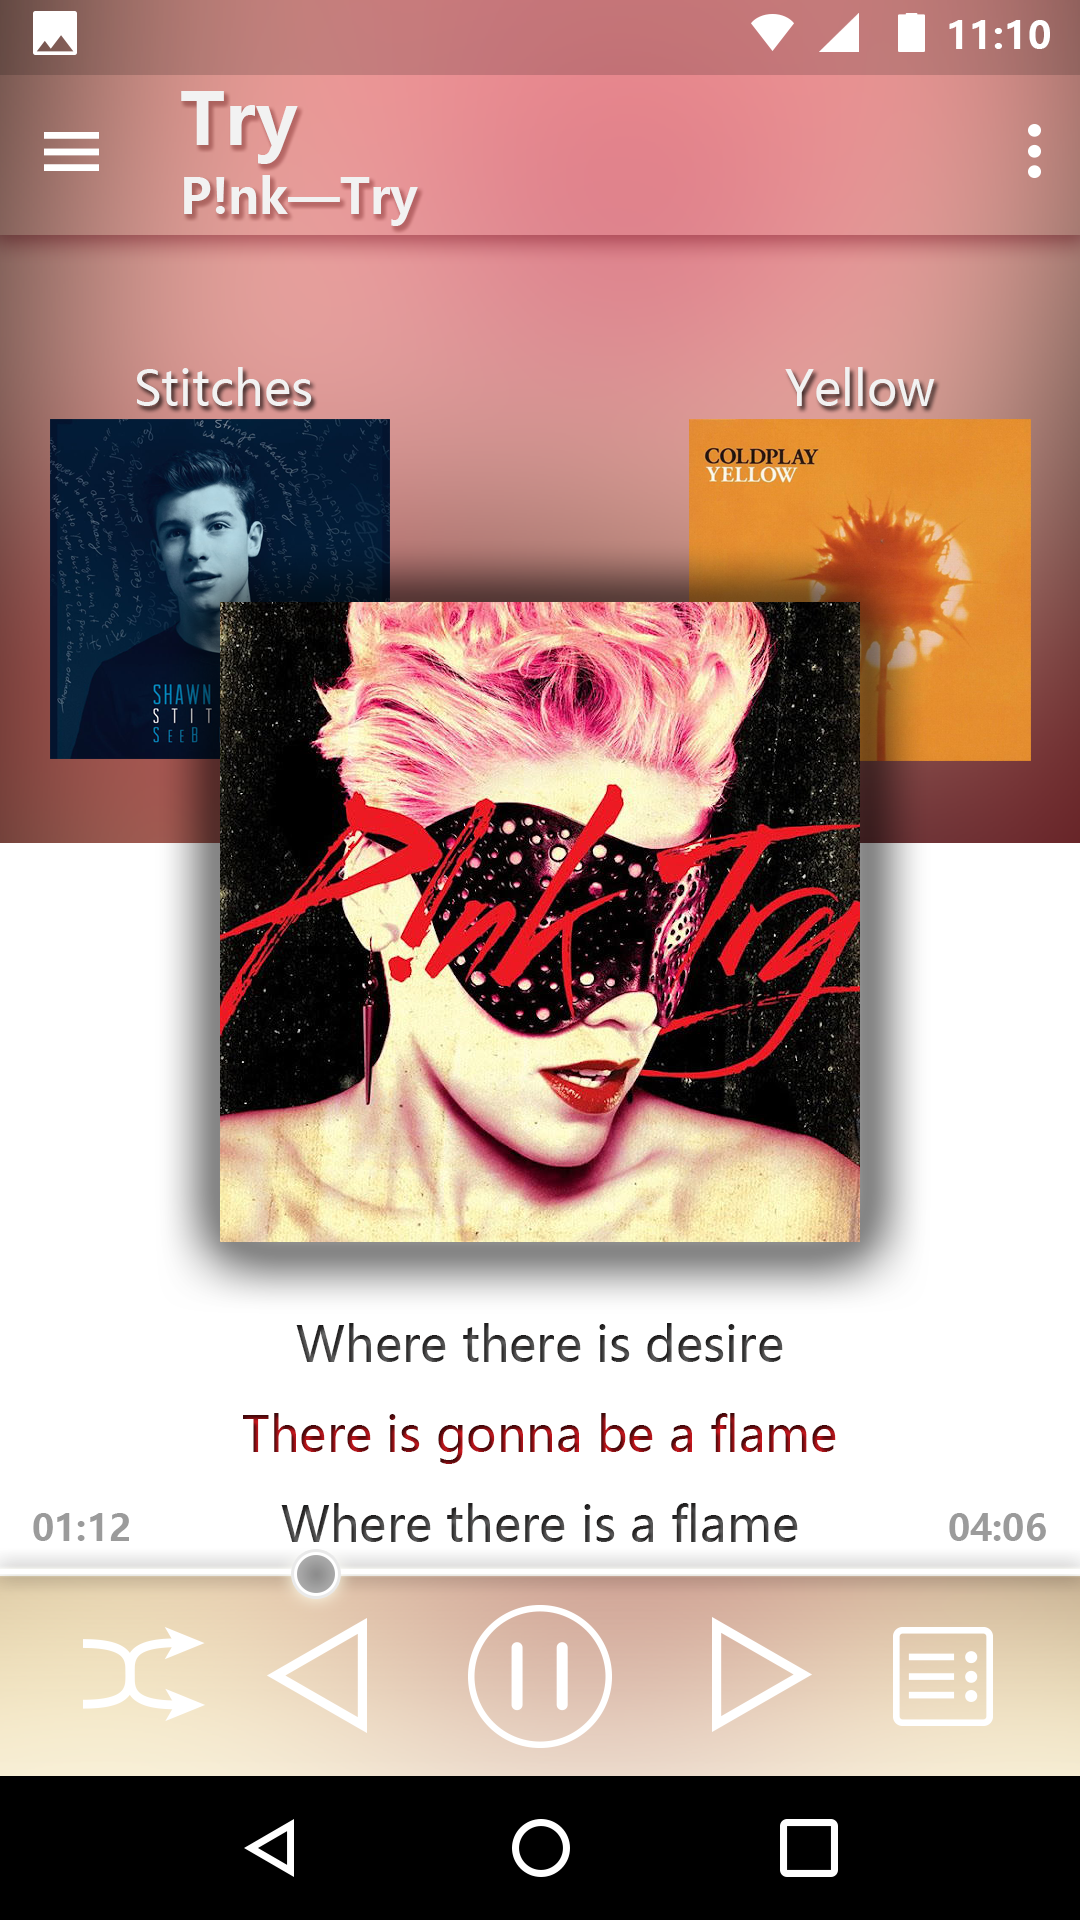 11:10
Try
P!nk—Try
Stitches
Yellow
COLDPLAY
YELLOW
SHAWN
STIT
SeeB
P!nk Try
Where there is desire
There is gonna be a flame
Where there is a flame
01:12
04:06